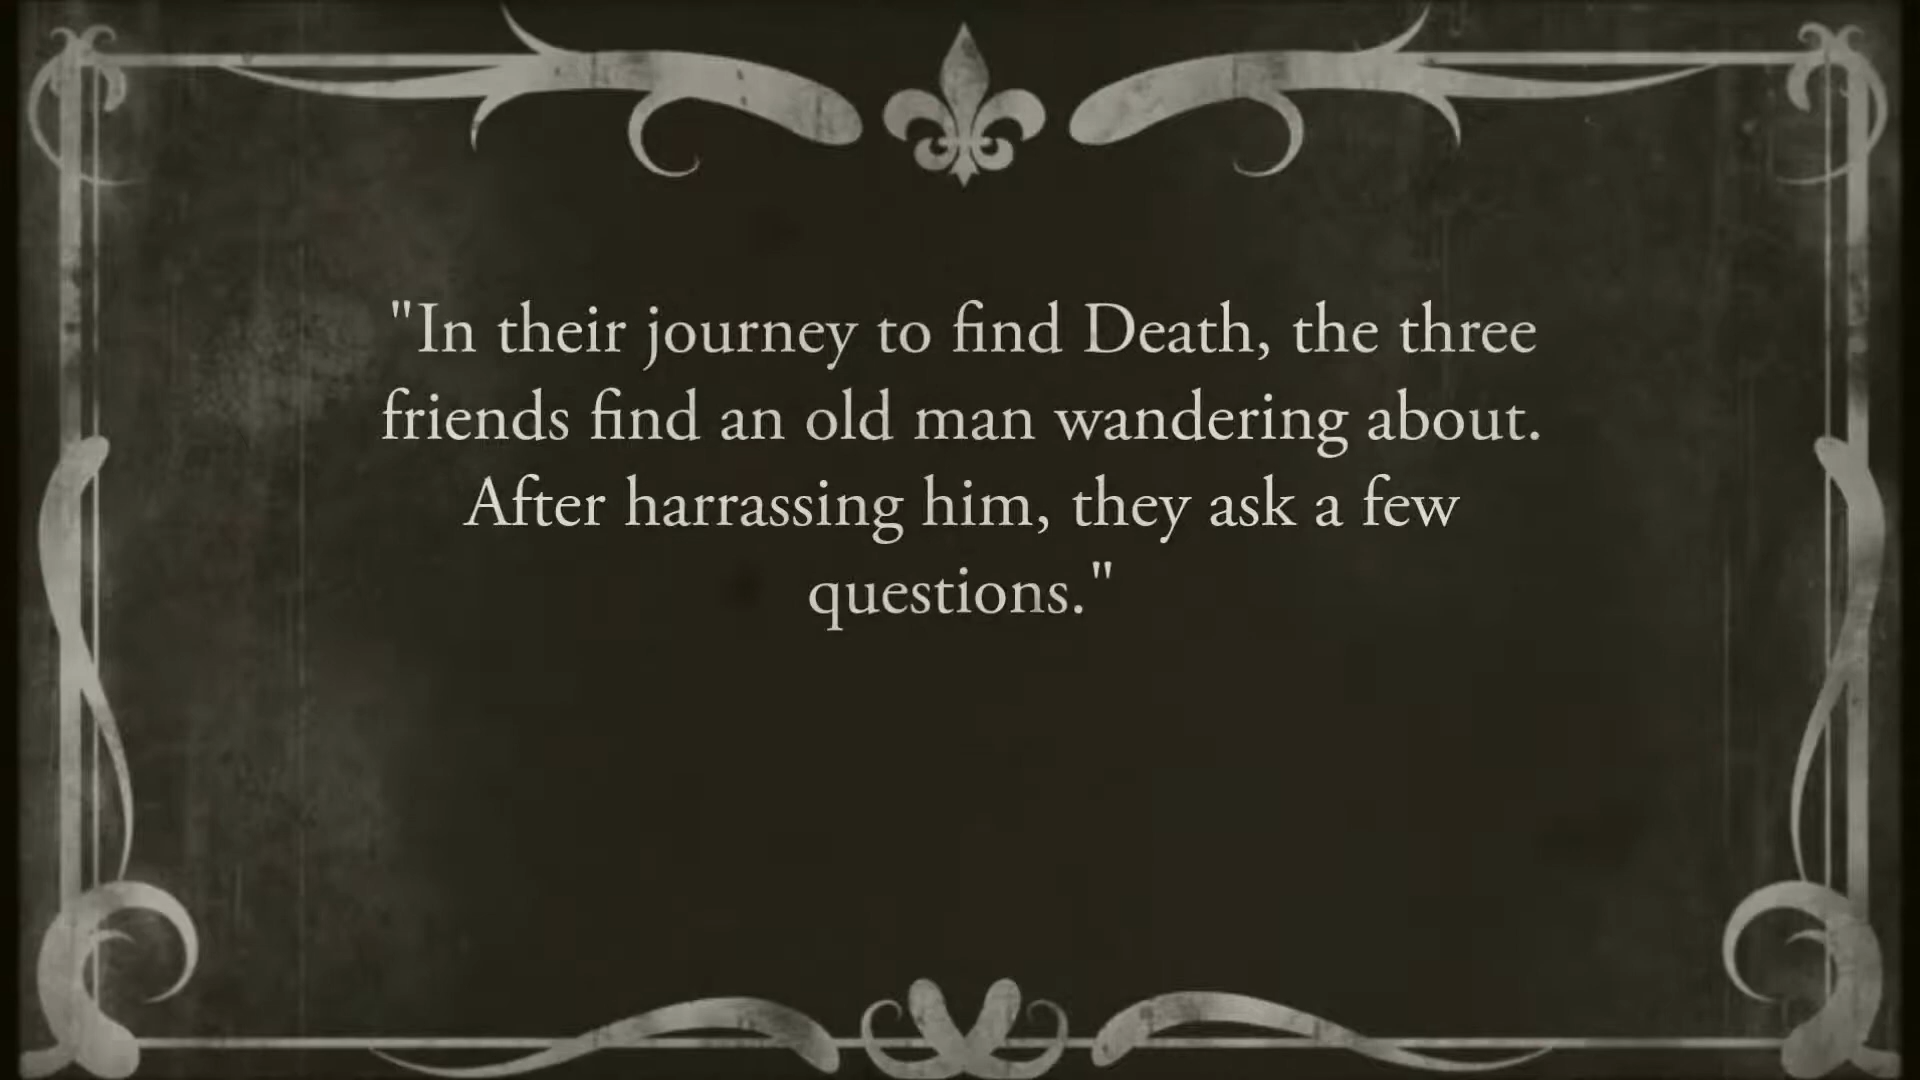 "In their journey to find Death, the three
friends find an old man wandering about.
After harrassing him, they ask a few
questions."